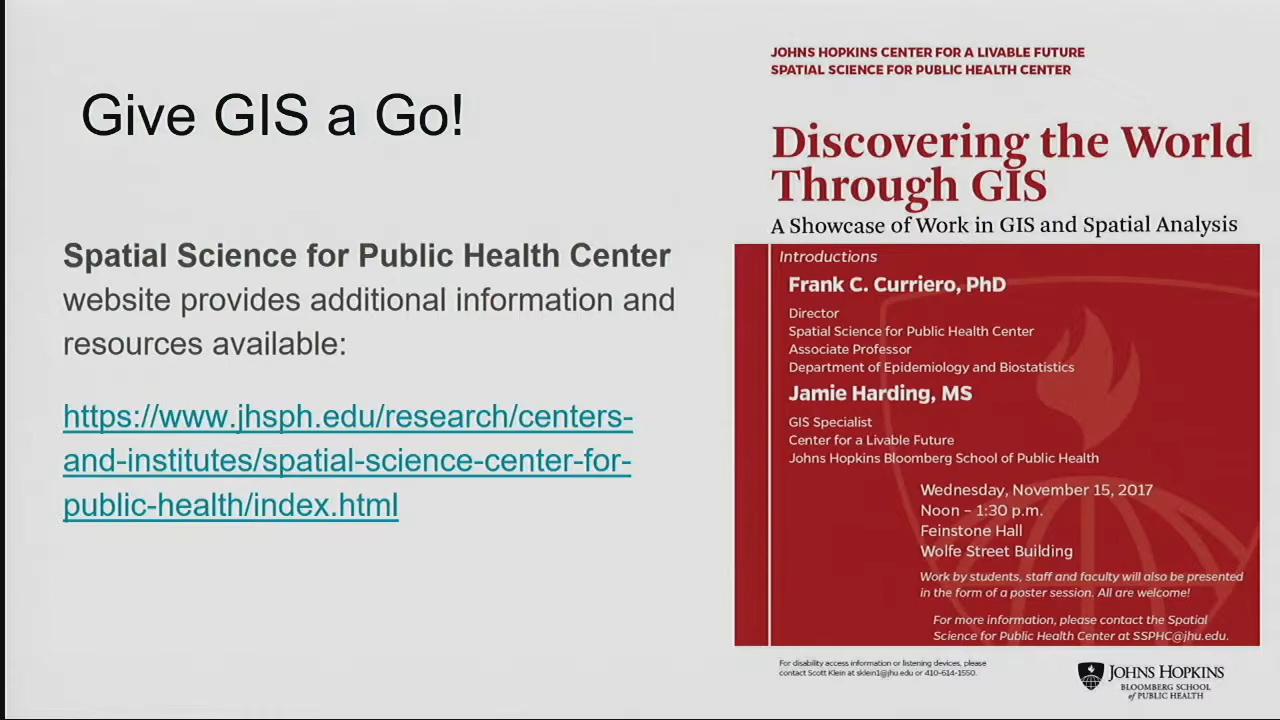 Give GIS a Go!
Spatial Science for Public Health Center
website provides additional information and
resources available:
https://www.jhsph.edu/research/centers-
and-institutes/spatial-science-center-for-
public-health/index.html
JOHNS HOPKINS CENTER FOR A LIVABLE FUTURE
SPATIAL SCIENCE FOR PUBLIC HEALTH CENTER
Discovering the World
Through GIS
A Showcase of Work in GIS and Spatial Analysis
Introductions
Frank C. Curriero, PhD
Director
Spatial Science for Public Health Center
Associate Professor
Department of Epidemiology and Biostatistics
Jamie Harding, MS
GIS Specialist
Center for a Livable Future
Johns Hopkins Bloomberg School of Public Health
Wednesday, November 15, 2017
Noon – 1:30 p.m.
Feinstone Hall
Wolfe Street Building
Work by students, staff and faculty will also be presented
in the form of a poster session. All are welcome!
For more information, please contact the Spatial
Science for Public Health Center at SSPHC@jhu.edu.
For disability access information or listening devices, please
contact Scott Klein at sklein1@jhu.edu or 410-614-1550.
JOHNS HOPKINS
BLOOMBERG SCHOOL
of PUBLIC HEALTH